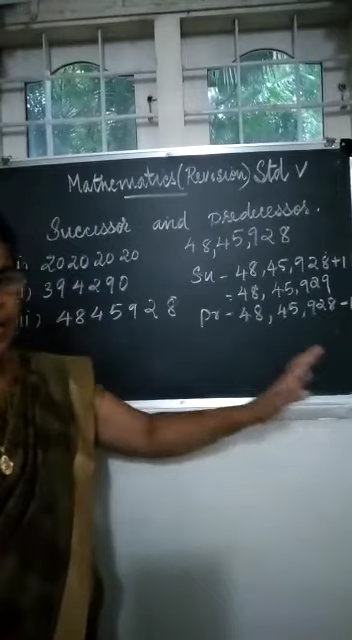 Mathematics (Revision) Std V
Successor and Predecessor.
48,45,928
i) 20202020
ii) 394290
iii) 4845928
Su - 48,45,928+1
= 48,45,929
pr - 48,45,928-1